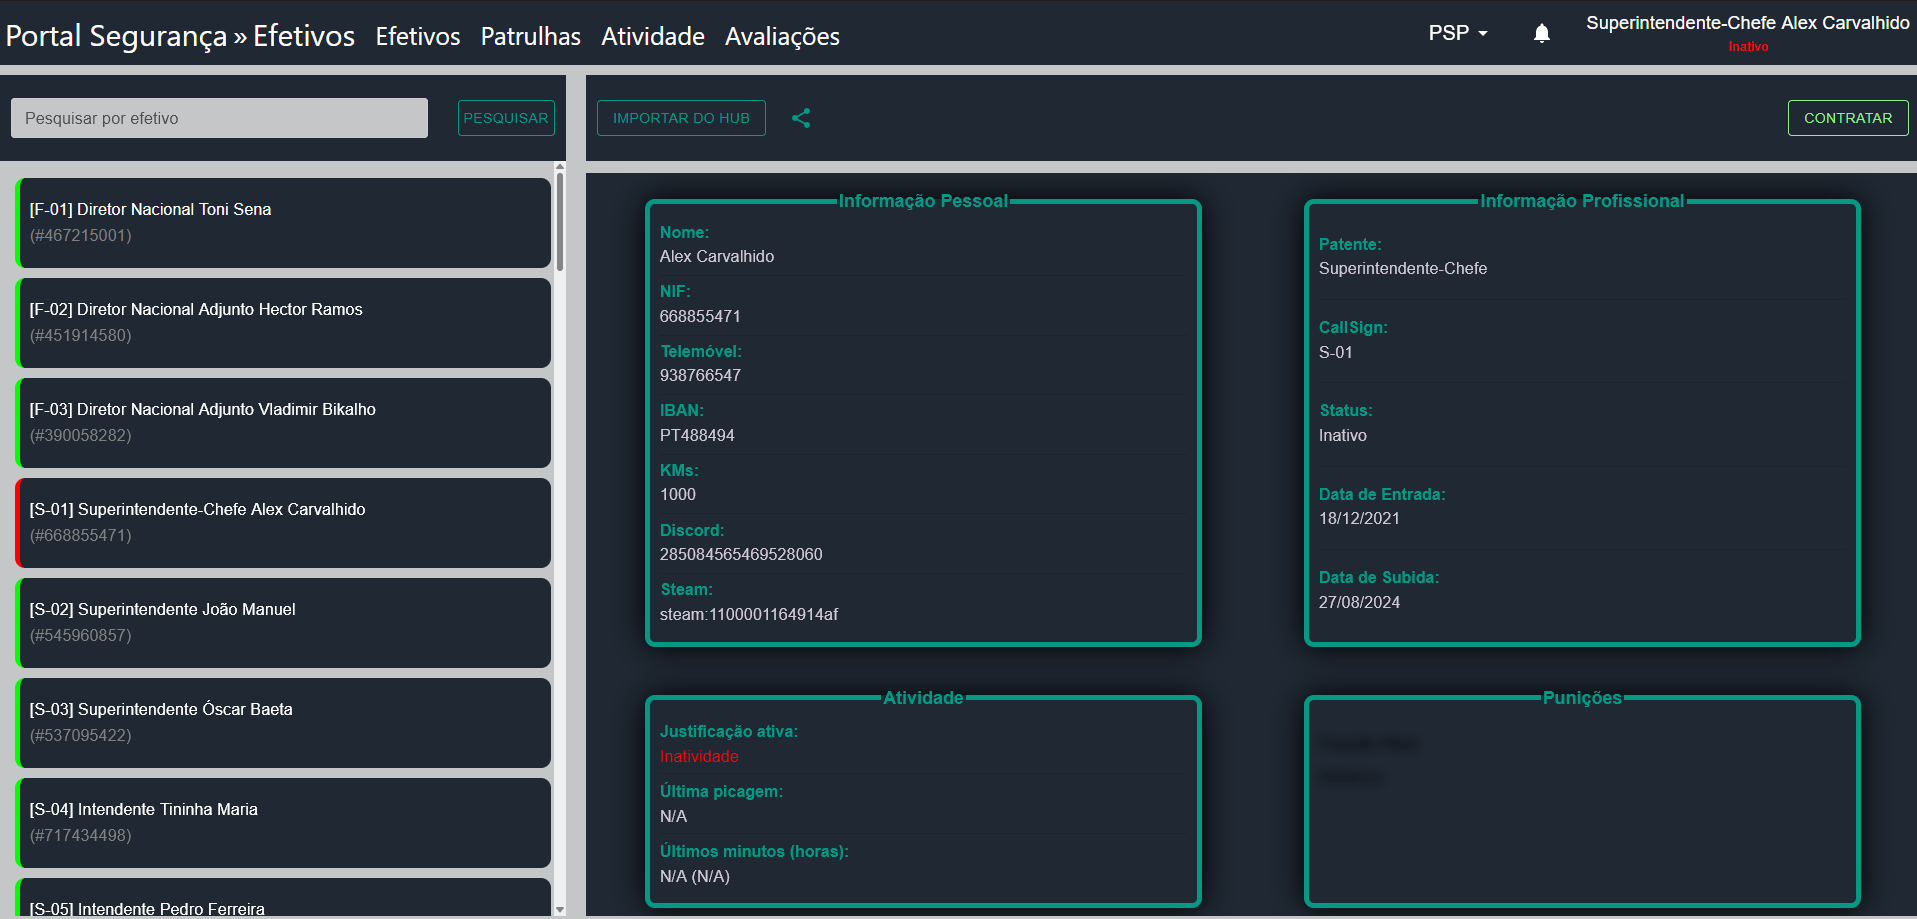 Portal Segurança » Efetivos Efetivos Patrulhas Atividade Avaliações
PSP
Superintendente-Chefe Alex Carvalhido
Inativo
Pesquisar por efetivo
PESQUISAR
IMPORTAR DO HUB
CONTRATAR
[F-01] Diretor Nacional Toni Sena
(#467215001)
[F-02] Diretor Nacional Adjunto Hector Ramos
(#451914580)
[F-03] Diretor Nacional Adjunto Vladimir Bikalho
(#390058282)
[S-01] Superintendente-Chefe Alex Carvalhido
(#668855471)
[S-02] Superintendente João Manuel
(#545960857)
[S-03] Superintendente Óscar Baeta
(#537095422)
[S-04] Intendente Tininha Maria
(#717434498)
[S-05] Intendente Pedro Ferreira
Informação Pessoal
Nome:
Alex Carvalhido
NIF:
668855471
Telemóvel:
938766547
IBAN:
PT488494
KMs:
1000
Discord:
285084565469528060
Steam:
steam:1100001164914af
Informação Profissional
Patente:
Superintendente-Chefe
CallSign:
S-01
Status:
Inativo
Data de Entrada:
18/12/2021
Data de Subida:
27/08/2024
Atividade
Justificação ativa:
Inatividade
Última picagem:
N/A
Últimos minutos (horas):
N/A (N/A)
Punições